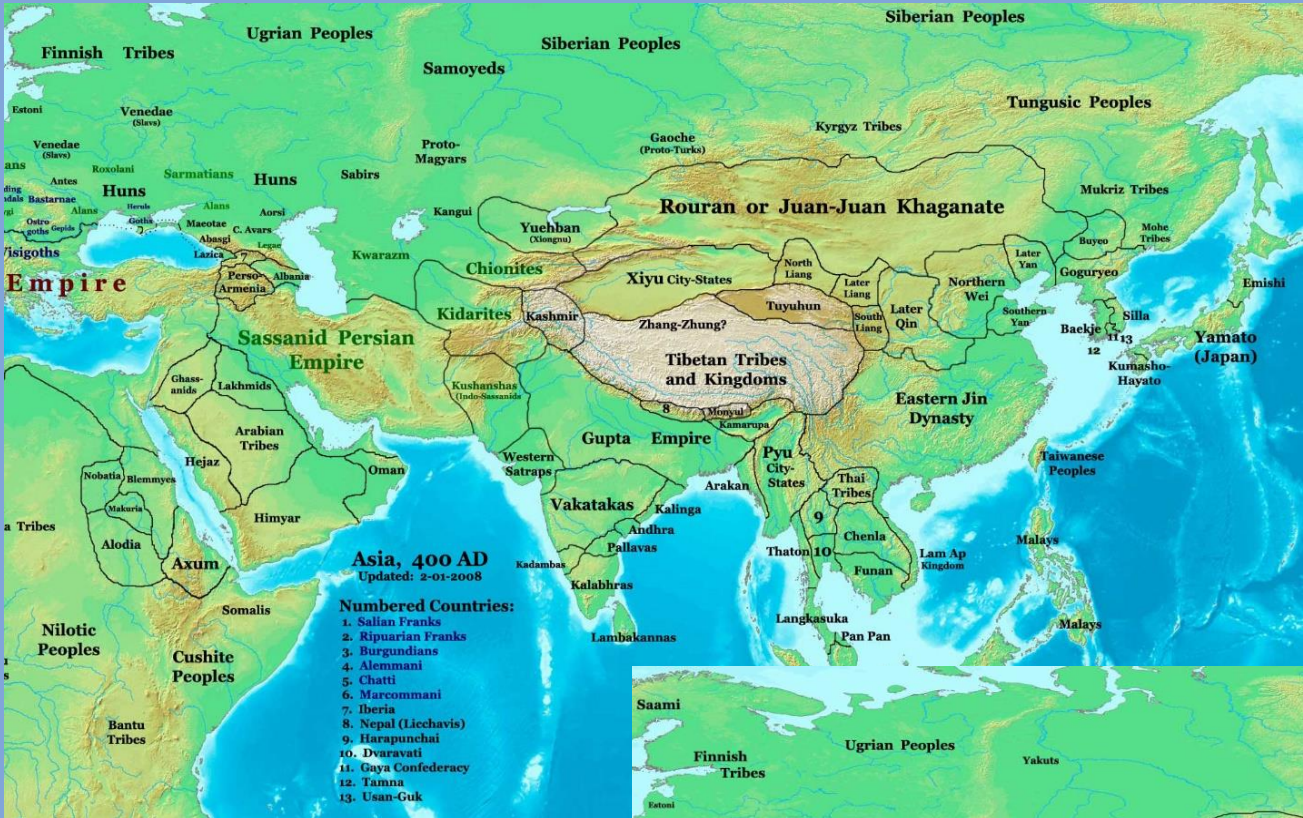 Siberian Peoples
Ugrian Peoples
Finnish Tribes
Siberian Peoples
Samoyeds
Estoni
Venedae
(Slavs)
Tungusic Peoples
Kyrgyz Tribes
Gaoche
(Proto-Turks)
Venedae
(Slavs)
Proto-
Magyars
ans
Roxolani
Sarmatians
Huns
Sabirs
Antes
Huns
Mukriz Tribes
ding
ndals
Bastarnae
Herule
Alans
Alans
Aorsi
Kangui
Rouran or Juan-Juan Khaganate
Ostro
goths
Gepids
Goths
Maeotae
C. Avars
Yuehban
(Xiongnu)
Mohe
Tribes
Buyeo
Visigoths
Abasgi
Legae
Lazica
7
Kwarazm
Later
Yan
North
Liang
Chionites
Xiyu City-States
Goguryeo
Empire
Perso-
Armenia
Albania
Later
Liang
Northern
Wei
Emishi
Tuyuhun
Kidarites
Kashmir
Zhang-Zhung?
South
Liang
Later
Qin
Southern
Yan
Silla
Baekje
11
13
12
Yamato
(Japan)
Sassanid Persian
Empire
Tibetan Tribes
and Kingdoms
Kumasho-
Hayato
Ghass-
anids
Lakhmids
Kushanshas
(Indo-Sassanids
Eastern Jin
Dynasty
8
Monyul
Kamarupa
Arabian
Tribes
Gupta Empire
Hejaz
Western
Satraps
Pyu
City-
States
Taiwanese
Peoples
Oman
Nobatia
Blemmyes
Arakan
Thai
Tribes
Makuria
Vakatakas
Kalinga
Himyar
9
a Tribes
Andhra
Alodia
Chenla
Malays
Pallavas
Thaton
10
Axum
Asia, 400 AD
Updated: 2-01-2008
Kadambas
Funan
Lam Ap
Kingdom
Kalabhras
Somalis
Numbered Countries:
1. Salian Franks
2. Ripuarian Franks
3. Burgundians
4. Alemmani
5. Chatti
6. Marcommani
7. Iberia
8. Nepal (Licchavis)
9. Harapunchai
10. Dvaravati
11. Gaya Confederacy
12. Tamna
13. Usan-Guk
Nilotic
Peoples
Langkasuka
Malays
Lambakannas
Pan Pan
Cushite
Peoples
Bantu
Tribes
Saami
Finnish
Tribes
Ugrian Peoples
Yakuts
Estoni